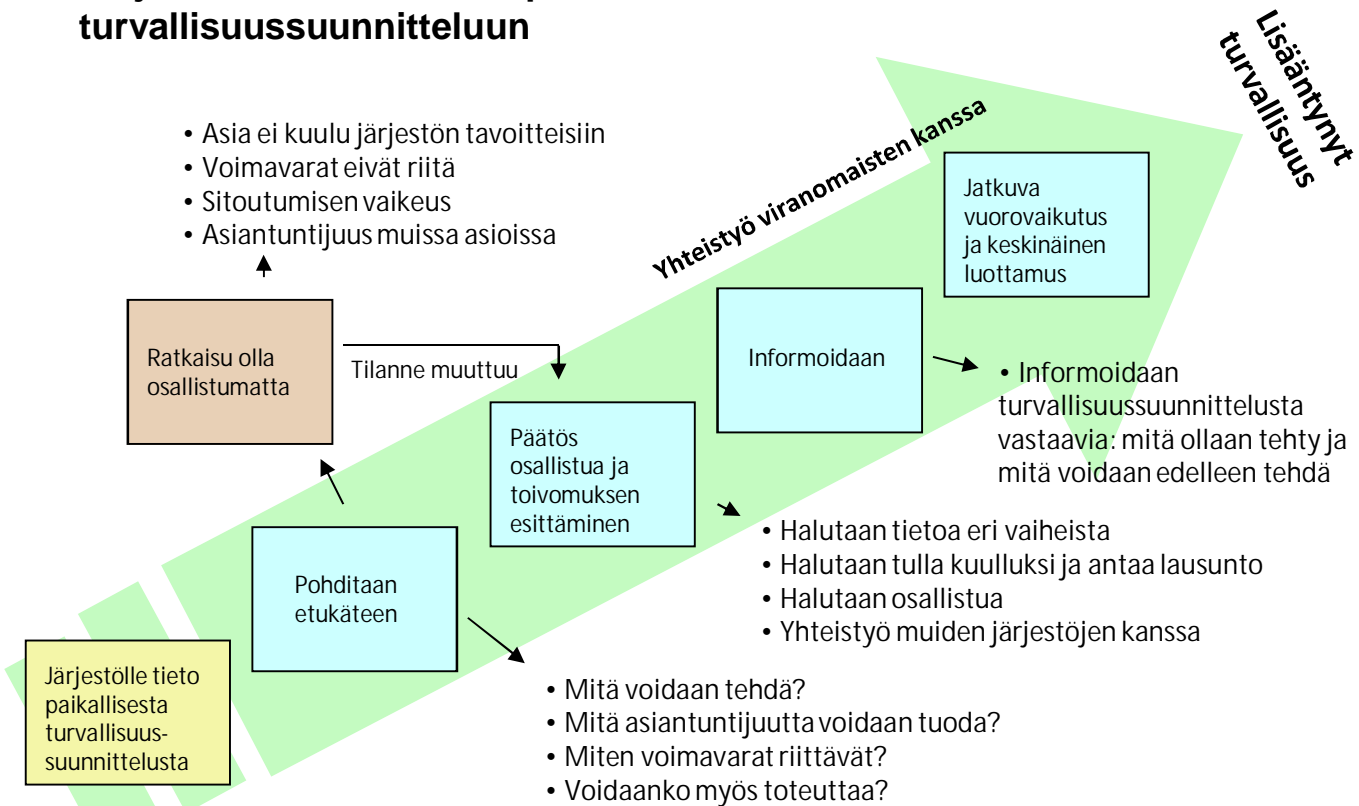 turvallisuussuunnitteluun
Lisääntynyt
turvallisuus
• Asia ei kuulu järjestön tavoitteisiin
• Voimavarat eivät riitä
• Sitoutumisen vaikeus
• Asiantuntijuus muissa asioissa
Yhteistyö viranomaisten kanssa
Jatkuva
vuorovaikutus
ja keskinäinen
luottamus
Ratkaisu olla
osallistumatta
Tilanne muuttuu
Informoidaan
• Informoidaan
turvallisuussuunnittelusta
vastaavia: mitä ollaan tehty ja
mitä voidaan edelleen tehdä
Päätös
osallistua ja
toivomuksen
esittäminen
• Halutaan tietoa eri vaiheista
• Halutaan tulla kuulluksi ja antaa lausunto
• Halutaan osallistua
• Yhteistyö muiden järjestöjen kanssa
Pohditaan
etukäteen
Järjestölle tieto
paikallisesta
turvallisuus-
suunnittelusta
• Mitä voidaan tehdä?
• Mitä asiantuntijuutta voidaan tuoda?
• Miten voimavarat riittävät?
• Voidaanko myös toteuttaa?